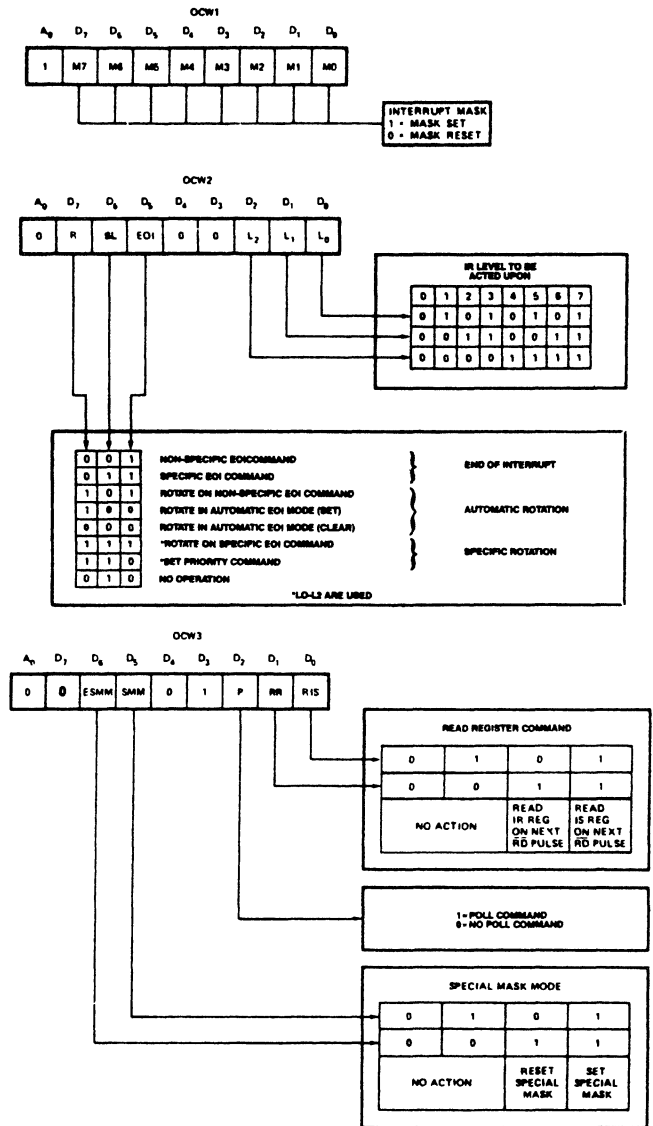 OCW1
A0 D7 D6 D5 D4 D3 D2 D1 D0
1 M7 M6 M5 M4 M3 M2 M1 M0
INTERRUPT MASK
1 - MASK SET
0 - MASK RESET
OCW2
A0 D7 D6 D5 D4 D3 D2 D1 D0
0 R SL EOI 0 0 L2 L1 L0
IR LEVEL TO BE
ACTED UPON
0 1 2 3 4 5 6 7
0 1 0 1 0 1 0 1
0 0 1 1 0 0 1 1
0 0 0 0 1 1 1 1
0 0 1 NON-SPECIFIC EOICOMMAND
0 1 1 SPECIFIC EOI COMMAND
END OF INTERRUPT
1 0 1 ROTATE ON NON-SPECIFIC EOI COMMAND
1 0 0 ROTATE IN AUTOMATIC EOI MODE (SET)
0 0 0 ROTATE IN AUTOMATIC EOI MODE (CLEAR)
AUTOMATIC ROTATION
1 1 1 *ROTATE ON SPECIFIC EOI COMMAND
1 1 0 *SET PRIORITY COMMAND
SPECIFIC ROTATION
0 1 0 NO OPERATION
*LO-L2 ARE USED
OCW3
A0 D7 D6 D5 D4 D3 D2 D1 D0
0 0 ESMM SMM 0 1 P RR RIS
READ REGISTER COMMAND
0 1 0 1
0 0 1 1
NO ACTION
READ
IR REG
ON NEXT
RD PULSE
READ
IS REG
ON NEXT
RD PULSE
1 - POLL COMMAND
0 - NO POLL COMMAND
SPECIAL MASK MODE
0 1 0 1
0 0 1 1
NO ACTION
RESET
SPECIAL
MASK
SET
SPECIAL
MASK